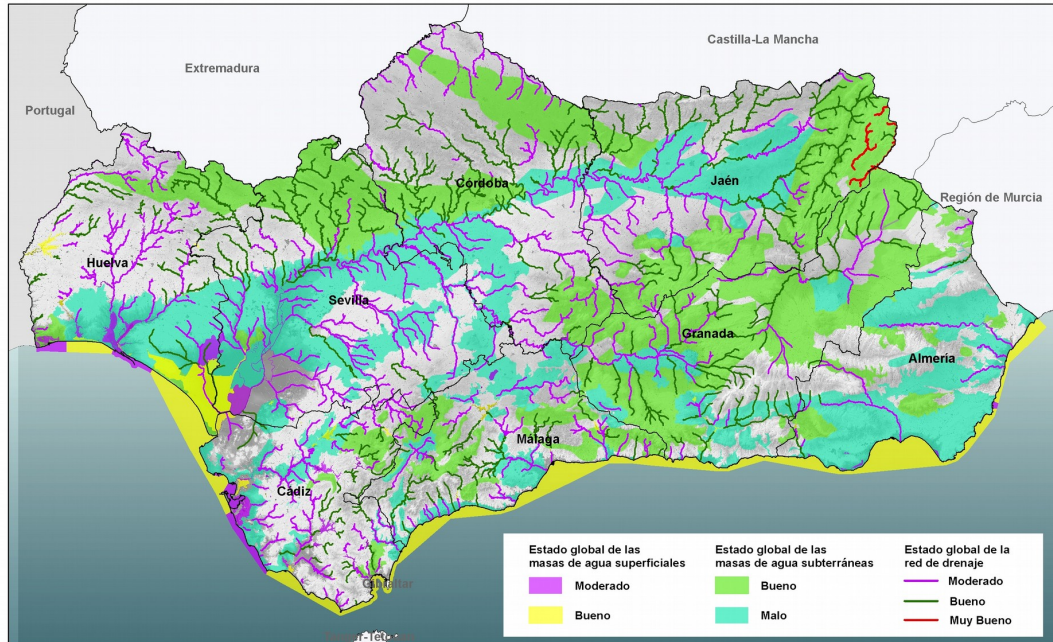 Castilla-La Mancha
Extremadura
Portugal
Córdoba
Jaén
Región de Murcia
Huelva
Sevilla
Granada
Almería
Málaga
Cádiz
Gibraltar
Estado global de las
masas de agua superficiales
Moderado
Bueno
Estado global de las
masas de agua subterráneas
Bueno
Malo
Estado global de la
red de drenaje
Moderado
Bueno
Muy Bueno